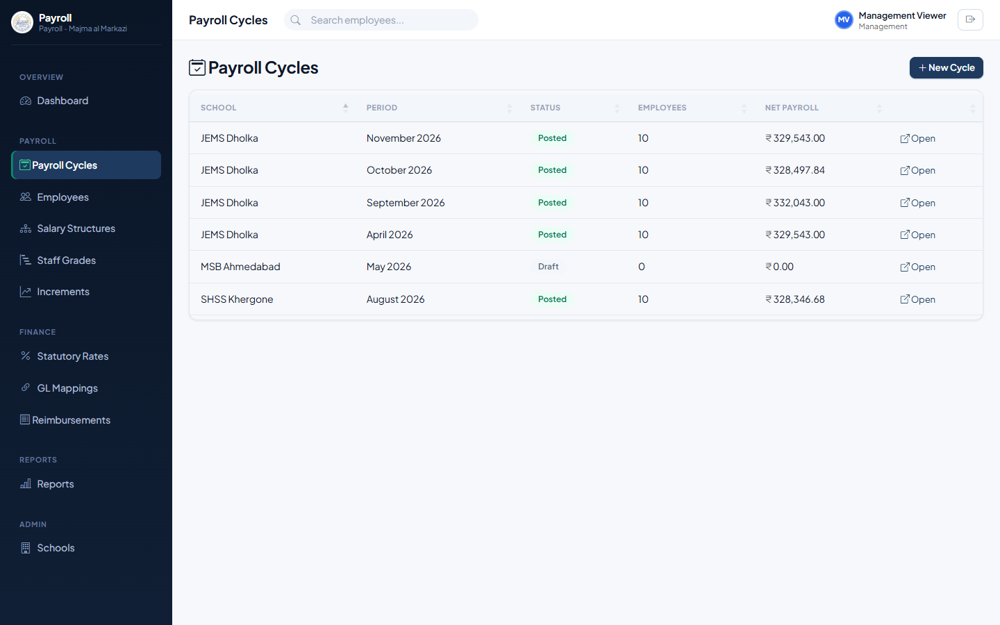 Payroll
Payroll - Majma al Markazi
OVERVIEW
Dashboard
PAYROLL
Payroll Cycles
Employees
Salary Structures
Staff Grades
Increments
FINANCE
Statutory Rates
GL Mappings
Reimbursements
REPORTS
Reports
ADMIN
Schools
Payroll Cycles
Search employees...
MV
Management Viewer
Management
Payroll Cycles
+ New Cycle
SCHOOL PERIOD STATUS EMPLOYEES NET PAYROLL
JEMS Dholka November 2026 Posted 10 ₹ 329,543.00 Open
JEMS Dholka October 2026 Posted 10 ₹ 328,497.84 Open
JEMS Dholka September 2026 Posted 10 ₹ 332,043.00 Open
JEMS Dholka April 2026 Posted 10 ₹ 329,543.00 Open
MSB Ahmedabad May 2026 Draft 0 ₹ 0.00 Open
SHSS Khergone August 2026 Posted 10 ₹ 328,346.68 Open